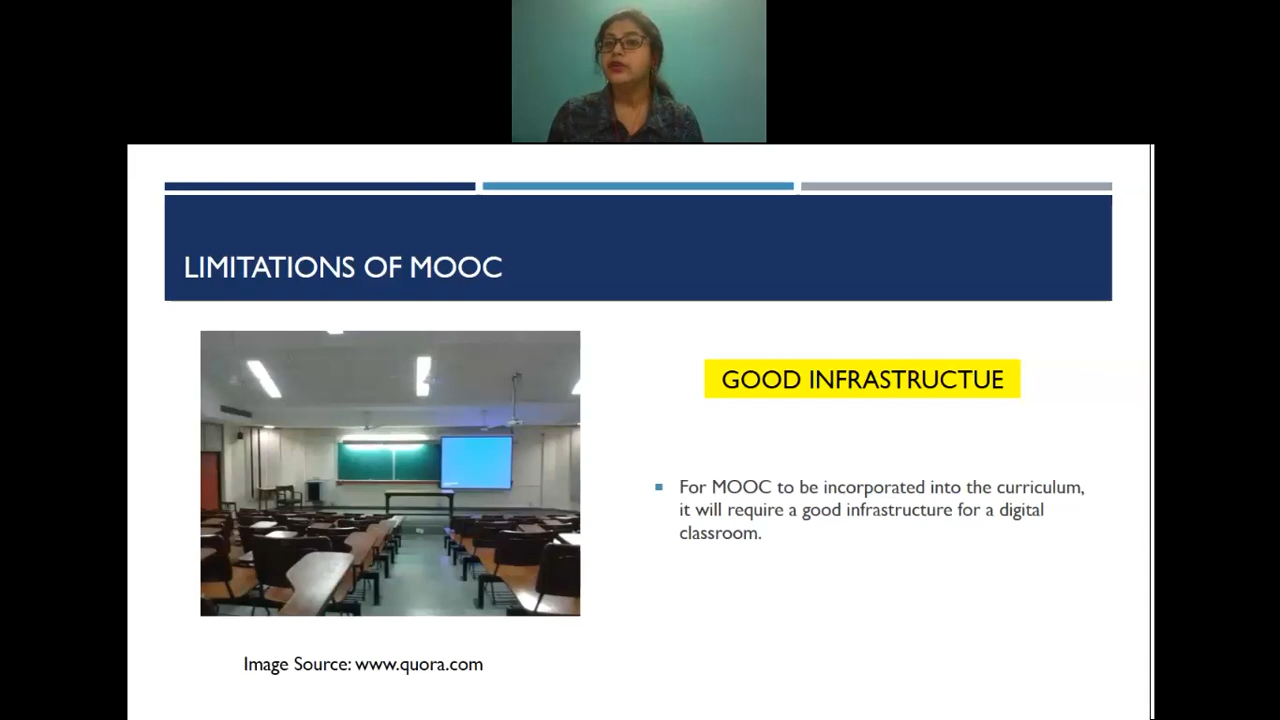 LIMITATIONS OF MOOC
GOOD INFRASTRUCTUE
For MOOC to be incorporated into the curriculum,
it will require a good infrastructure for a digital
classroom.
Image Source: www.quora.com